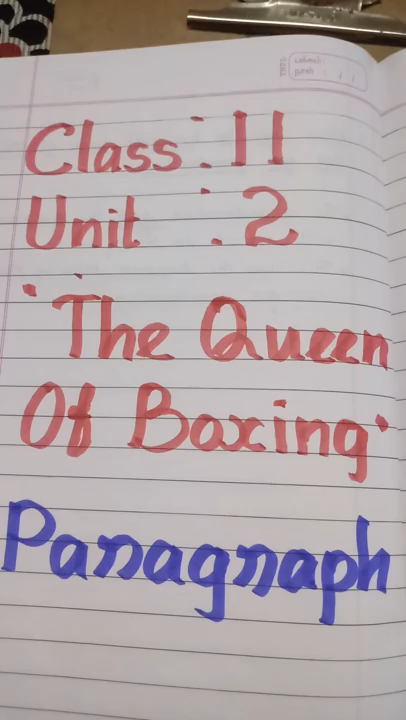 Class : 11
Unit : 2
'The Queen
Of Boxing'
Paragraph